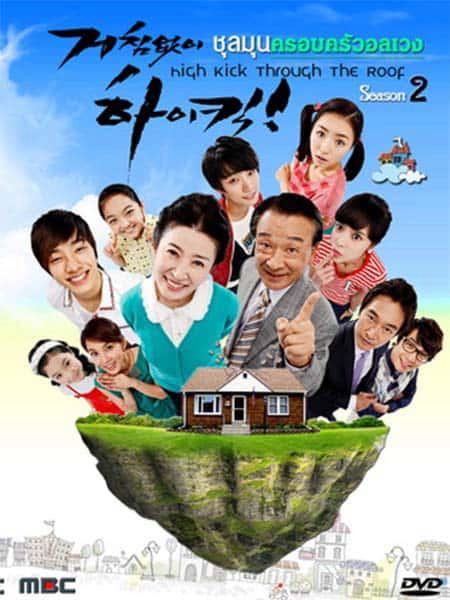 거침없이 ชุลมุนครอบครัวอลเวง
HIGH KICK THROUGH THE ROOF
하이킥! Season 2
: MBC
DVD